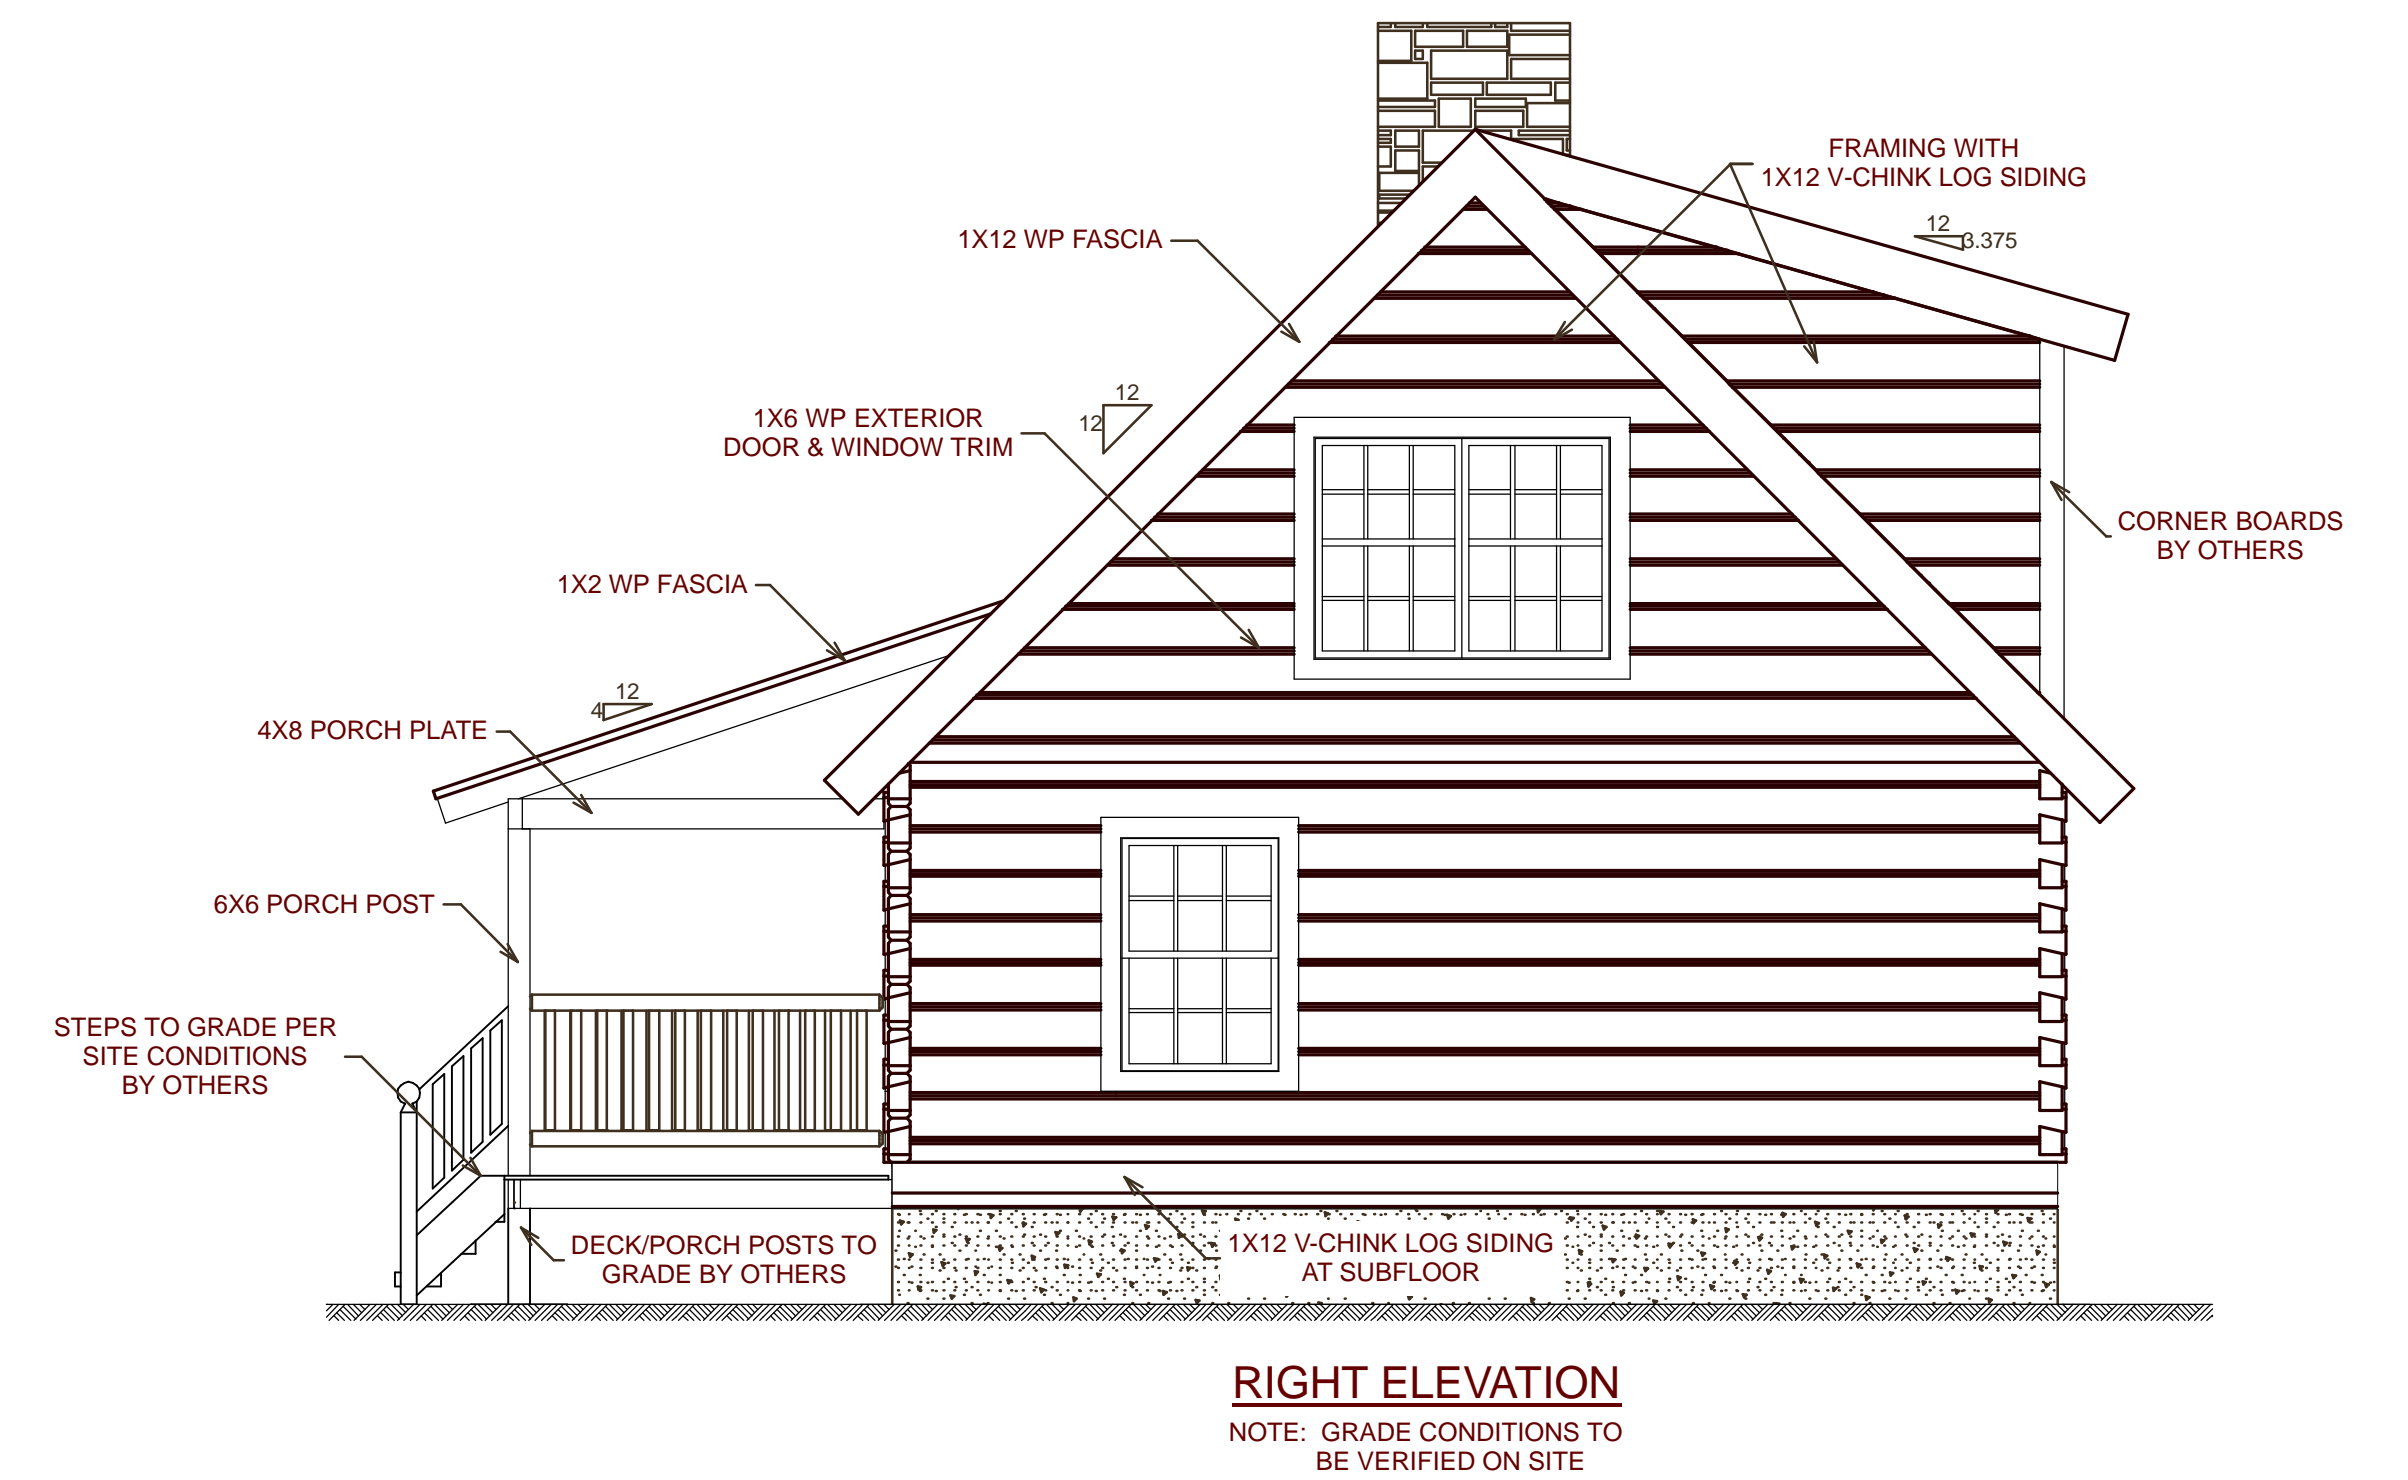 FRAMING WITH
1X12 V-CHINK LOG SIDING
12
3.375
1X12 WP FASCIA
12
12
1X6 WP EXTERIOR
DOOR & WINDOW TRIM
CORNER BOARDS
BY OTHERS
1X2 WP FASCIA
12
4
4X8 PORCH PLATE
6X6 PORCH POST
STEPS TO GRADE PER
SITE CONDITIONS
BY OTHERS
DECK/PORCH POSTS TO
GRADE BY OTHERS
1X12 V-CHINK LOG SIDING
AT SUBFLOOR
RIGHT ELEVATION
NOTE: GRADE CONDITIONS TO
BE VERIFIED ON SITE